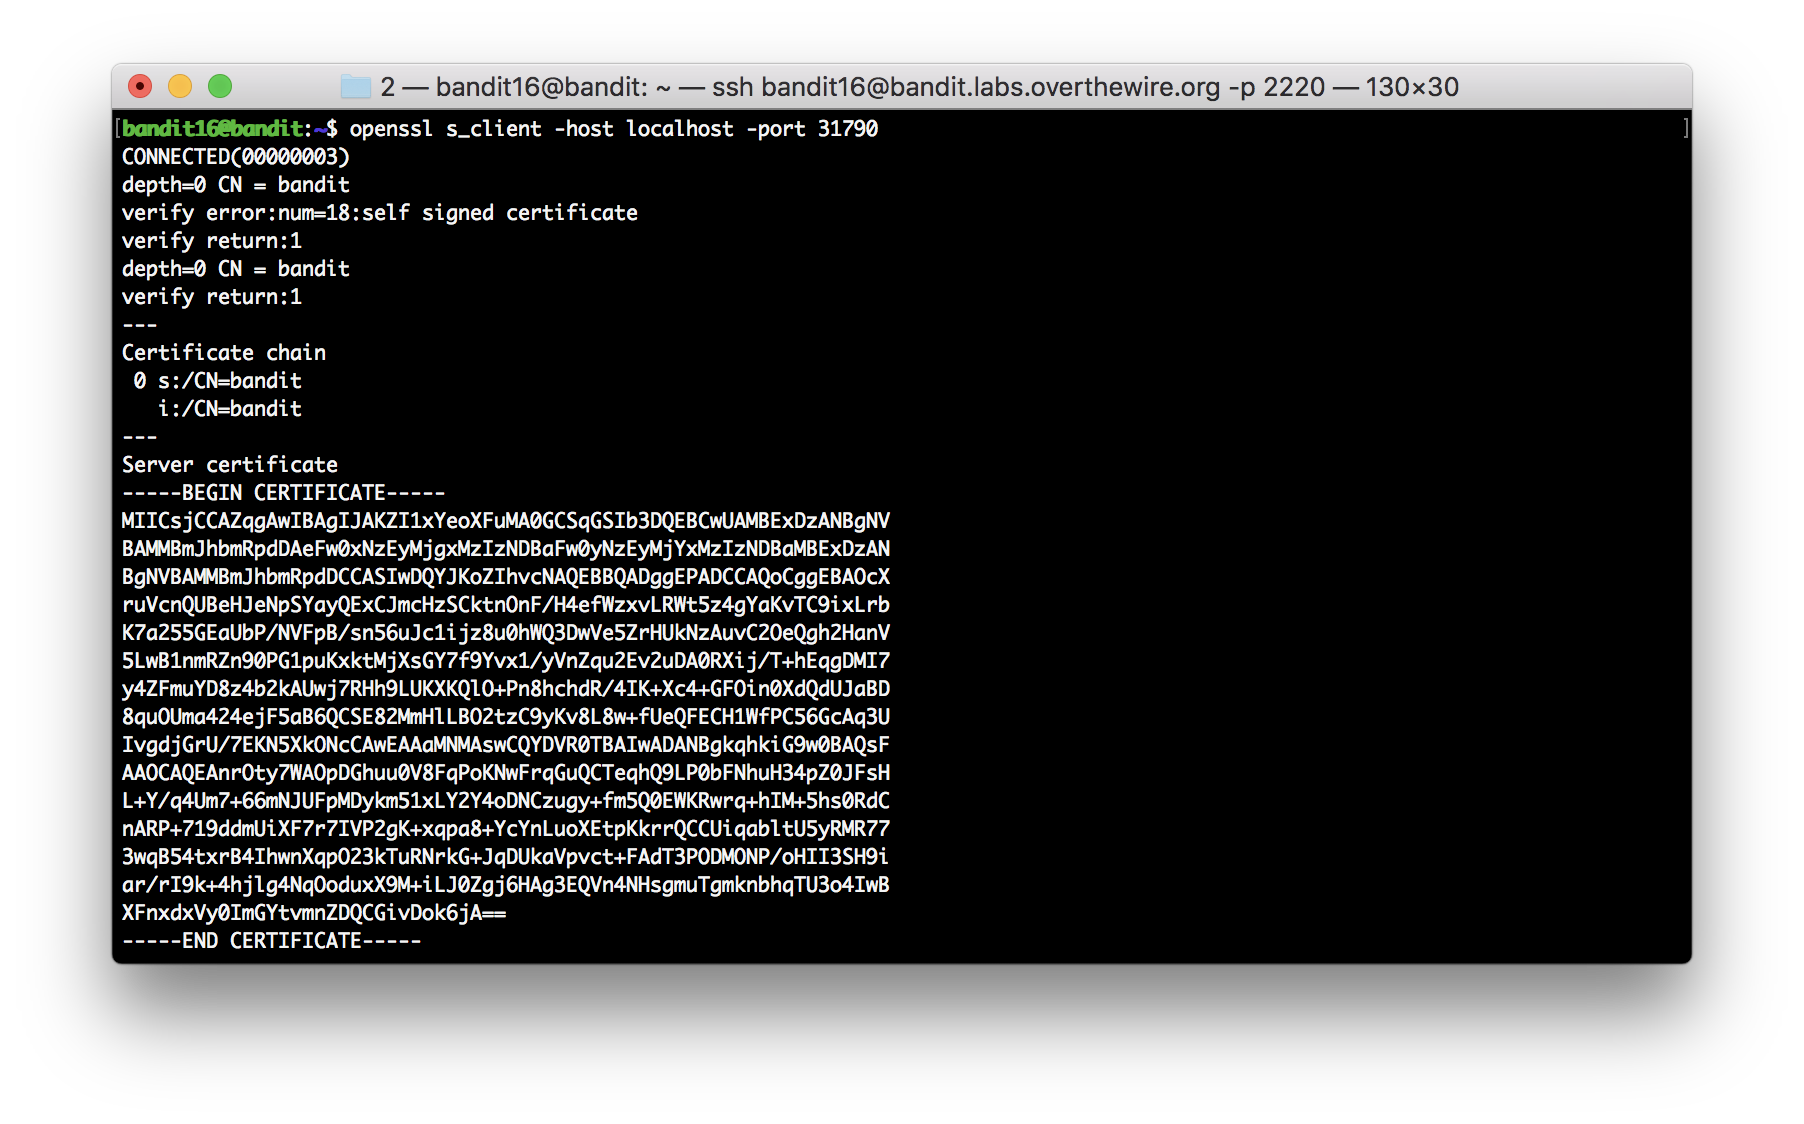 2 — bandit16@bandit: ~ — ssh bandit16@bandit.labs.overthewire.org -p 2220 — 130×30
[bandit16@bandit:~$ openssl s_client -host localhost -port 31790 ]
CONNECTED(00000003)
depth=0 CN = bandit
verify error:num=18:self signed certificate
verify return:1
depth=0 CN = bandit
verify return:1
---
Certificate chain
 0 s:/CN=bandit
   i:/CN=bandit
---
Server certificate
-----BEGIN CERTIFICATE-----
MIICsjCCAZqgAwIBAgIJAKZI1xYeoXFuMA0GCSqGSIb3DQEBCwUAMBExDzANBgNV
BAMMBmJhbmRpdDAeFw0xNzEyMjgxMzIzNDBaFw0yNzEyMjYxMzIzNDBaMBExDzAN
BgNVBAMMBmJhbmRpdDCCASIwDQYJKoZIhvcNAQEBBQADggEPADCCAQoCggEBAOcX
ruVcnQUBeHJeNpSYayQExCJmcHzSCktnOnF/H4efWzxvLRWt5z4gYaKvTC9ixLrb
K7a255GEaUbP/NVFpB/sn56uJc1ijz8u0hWQ3DwVe5ZrHUkNzAuvC2OeQgh2HanV
5LwB1nmRZn90PG1puKxktMjXsGY7f9Yvx1/yVnZqu2Ev2uDA0RXij/T+hEqgDMI7
y4ZFmuYD8z4b2kAUwj7RHh9LUKXKQlO+Pn8hchdR/4IK+Xc4+GFOin0XdQdUJaBD
8quOUma424ejF5aB6QCSE82MmHlLBO2tzC9yKv8L8w+fUeQFECH1WfPC56GcAq3U
IvgdjGrU/7EKN5XkONcCAwEAAaMNMAswCQYDVR0TBAIwADANBgkqhkiG9w0BAQsF
AAOCAQEAnrOty7WAOpDGhuu0V8FqPoKNwFrqGuQCTeqhQ9LP0bFNhuH34pZ0JFsH
L+Y/q4Um7+66mNJUFpMDykm51xLY2Y4oDNCzugy+fm5Q0EWKRwrq+hIM+5hs0RdC
nARP+719ddmUiXF7r7IVP2gK+xqpa8+YcYnLuoXEtpKkrrQCCUiqabltU5yRMR77
3wqB54txrB4IhwnXqpO23kTuRNrkG+JqDUkaVpvct+FAdT3PODMONP/oHII3SH9i
ar/rI9k+4hjlg4NqOoduxX9M+iLJ0Zgj6HAg3EQVn4NHsgmuTgmknbhqTU3o4IwB
XFnxdxVy0ImGYtvmnZDQCGivDok6jA==
-----END CERTIFICATE-----